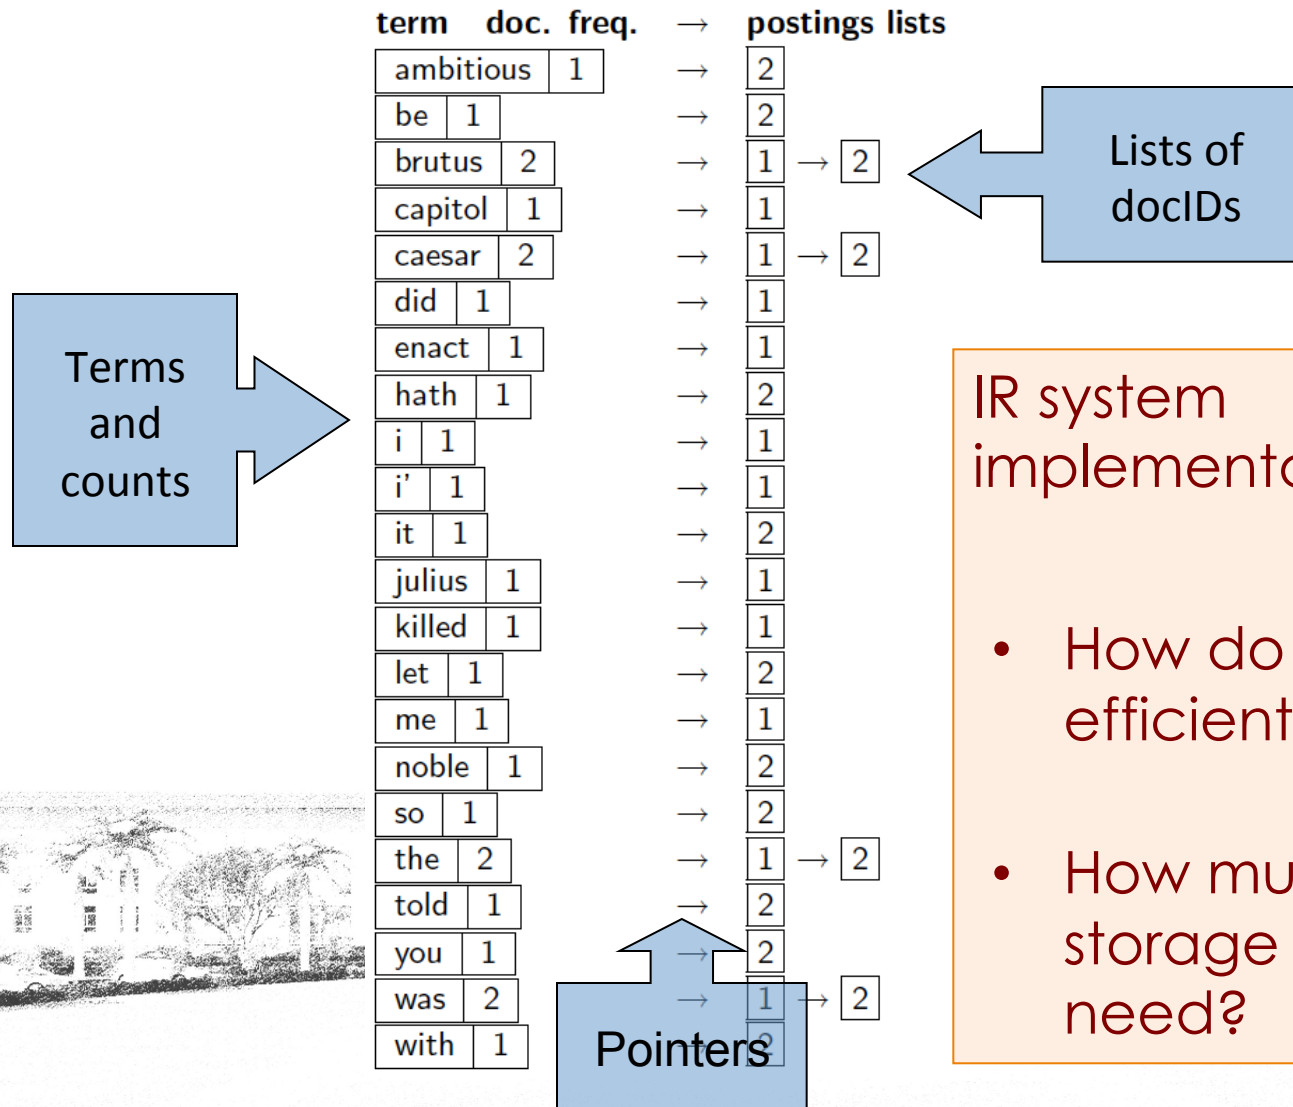 term doc. freq. → postings lists
ambitious 1 → 2
be 1 → 2
brutus 2 → 1 → 2
capitol 1 → 1
caesar 2 → 1 → 2
did 1 → 1
enact 1 → 1
hath 1 → 2
i 1 → 1
i' 1 → 1
it 1 → 2
julius 1 → 1
killed 1 → 1
let 1 → 2
me 1 → 1
noble 1 → 2
so 1 → 2
the 2 → 1 → 2
told 1 → 2
you 1 → 2
was 2 → 1 → 2
with 1 2
Terms
and
counts
Lists of
docIDs
Pointers
IR system
implementa
• How do
efficient
• How mu
storage
need?